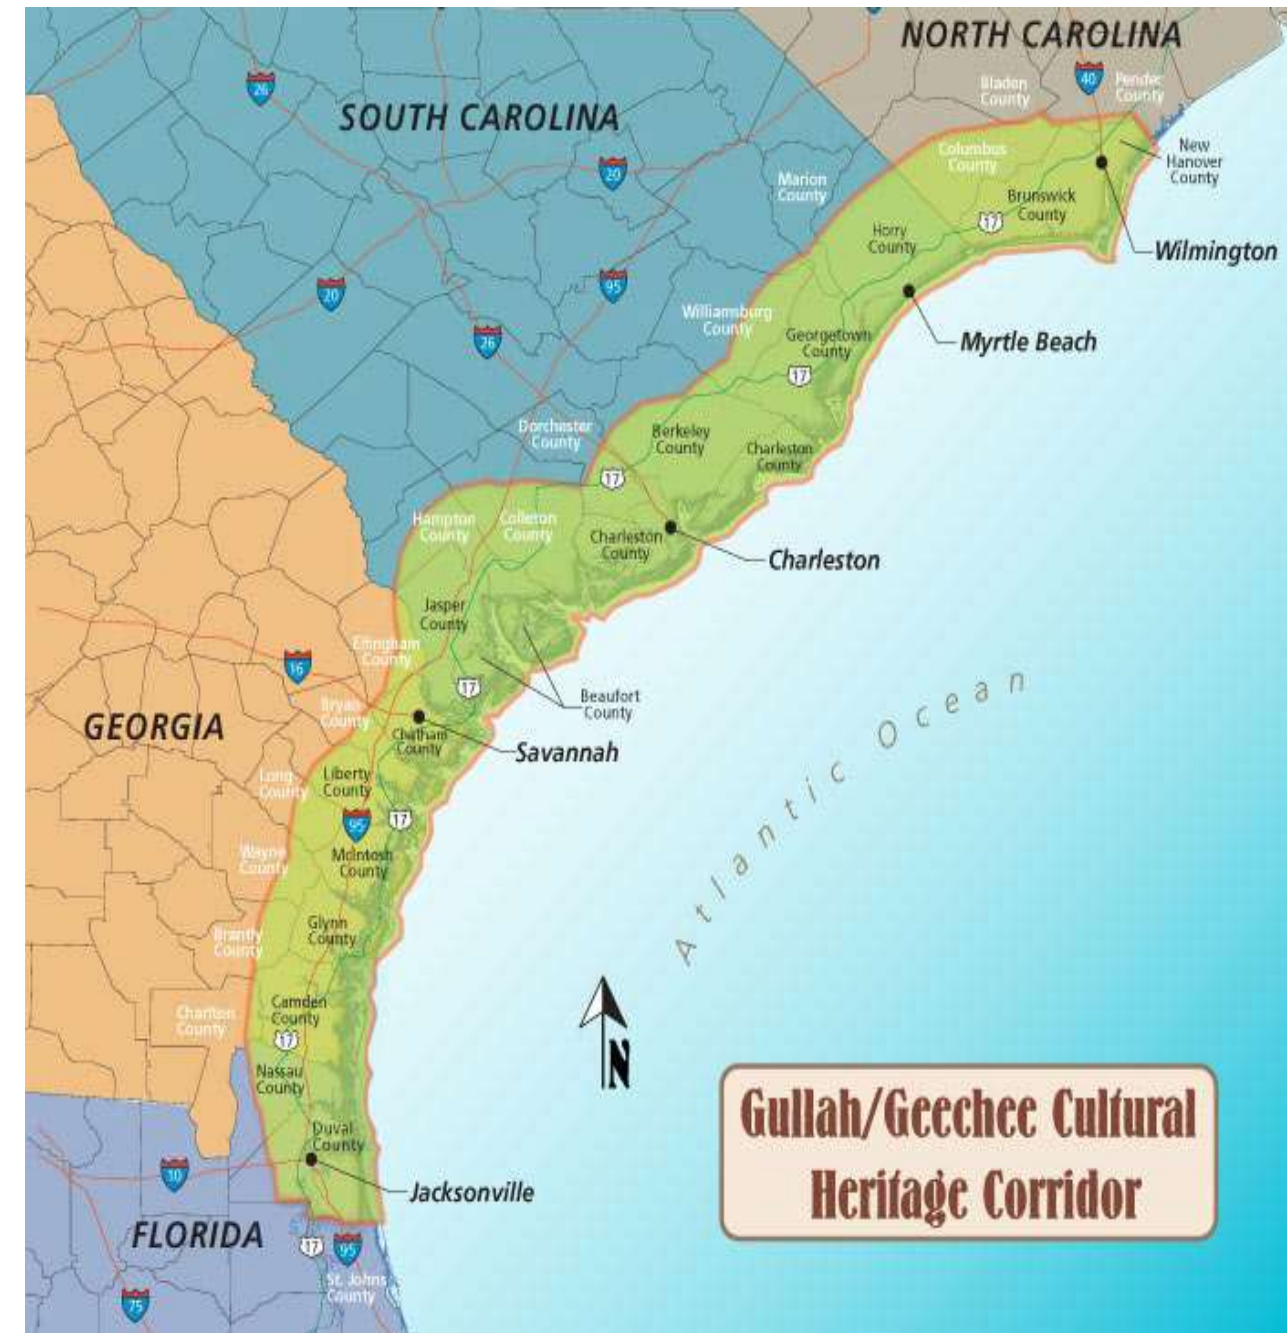 NORTH CAROLINA
40
Bladen
County
Pender
County
26
SOUTH CAROLINA
New
Hanover
County
Columbus
County
20
Marion
County
Brunswick
County
17
Horry
County
Wilmington
95
20
Williamsburg
County
26
Georgetown
County
Myrtle Beach
17
Dorchester
County
Berkeley
County
Charleston
County
17
Hampton
County
Colleton
County
Charleston
County
Charleston
Jasper
County
Effingham
County
16
17
Beaufort
County
Bryan
County
GEORGIA
Chatham
County
Savannah
Atlantic Ocean
Long
County
Liberty
County
95
17
Wayne
County
McIntosh
County
Brantly
County
Glynn
County
Charlton
County
Camden
County
17
N
Nassau
County
Gullah/Geechee Cultural
Heritage Corridor
Duval
County
10
Jacksonville
FLORIDA
17
95
St. Johns
County
75